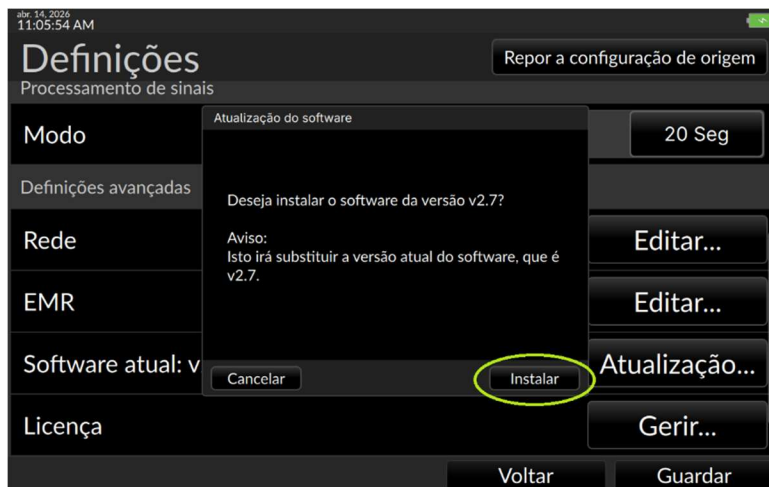 abr. 14, 2026
11:05:54 AM
Definições
Repor a configuração de origem
Processamento de sinais
Modo
20 Seg
Atualização do software
Deseja instalar o software da versão v2.7?
Aviso:
Isto irá substituir a versão atual do software, que é
v2.7.
Cancelar
Instalar
Definições avançadas
Rede
Editar...
EMR
Editar...
Software atual: v
Atualização...
Licença
Gerir...
Voltar
Guardar